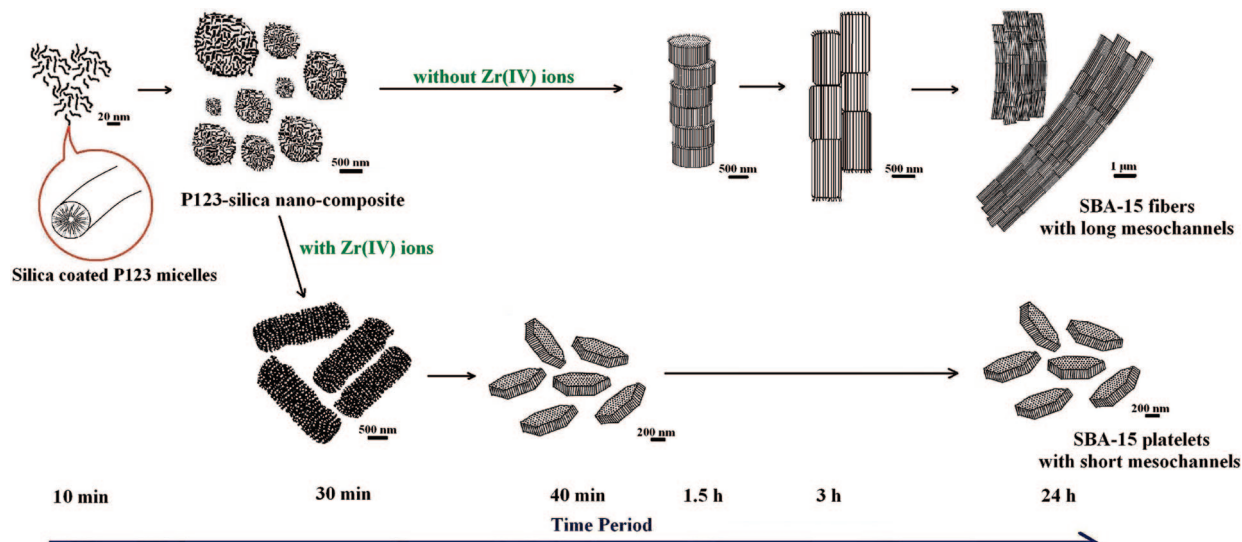 without Zr(IV) ions
20 nm
500 nm
500 nm
500 nm
1 μm
P123-silica nano-composite
SBA-15 fibers
with long mesochannels
with Zr(IV) ions
Silica coated P123 micelles
500 nm
200 nm
200 nm
SBA-15 platelets
with short mesochannels
10 min
30 min
40 min
1.5 h
3 h
24 h
Time Period